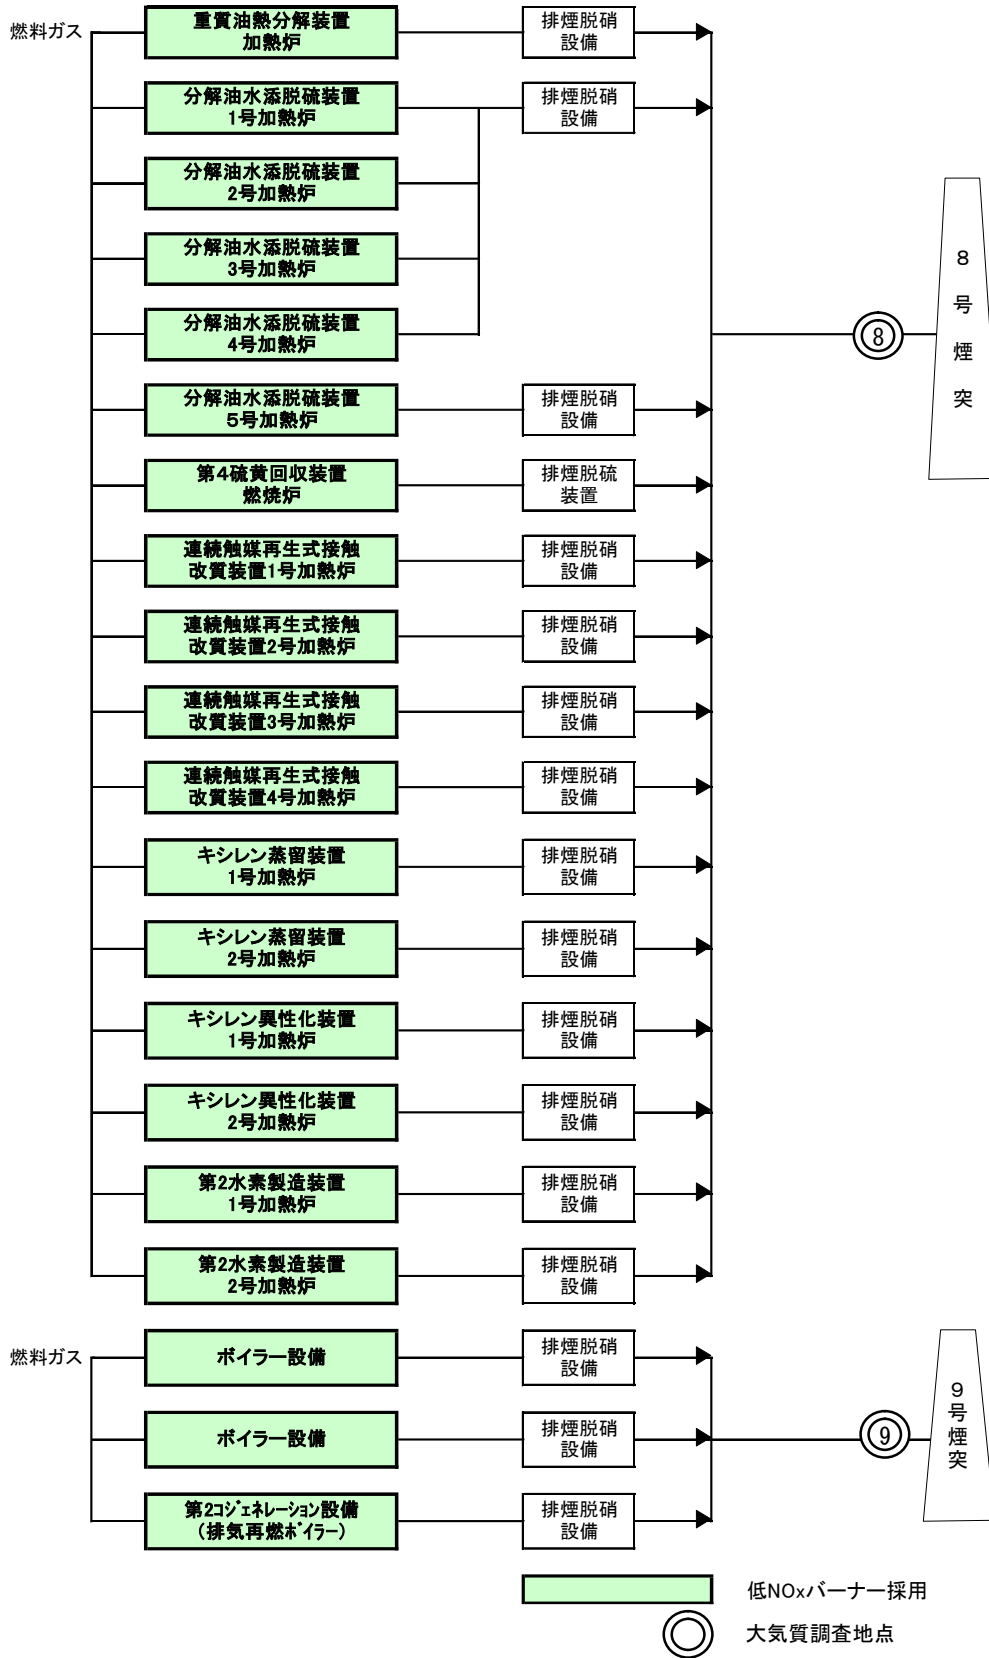 燃料ガス
重質油熱分解装置
加熱炉
排煙脱硝
設備
分解油水添脱硫装置
1号加熱炉
排煙脱硝
設備
分解油水添脱硫装置
2号加熱炉
分解油水添脱硫装置
3号加熱炉
分解油水添脱硫装置
4号加熱炉
8号煙突
⑧
分解油水添脱硫装置
5号加熱炉
排煙脱硝
設備
第4硫黄回収装置
燃焼炉
排煙脱硫
装置
連続触媒再生式接触
改質装置1号加熱炉
排煙脱硝
設備
連続触媒再生式接触
改質装置2号加熱炉
排煙脱硝
設備
連続触媒再生式接触
改質装置3号加熱炉
排煙脱硝
設備
連続触媒再生式接触
改質装置4号加熱炉
排煙脱硝
設備
キシレン蒸留装置
1号加熱炉
排煙脱硝
設備
キシレン蒸留装置
2号加熱炉
排煙脱硝
設備
キシレン異性化装置
1号加熱炉
排煙脱硝
設備
キシレン異性化装置
2号加熱炉
排煙脱硝
設備
第2水素製造装置
1号加熱炉
排煙脱硝
設備
第2水素製造装置
2号加熱炉
排煙脱硝
設備
燃料ガス
ボイラー設備
排煙脱硝
設備
ボイラー設備
排煙脱硝
設備
⑨
9号煙突
第2コジェネレーション設備
(排気再燃ボイラー)
排煙脱硝
設備
低NOxバーナー採用
大気質調査地点